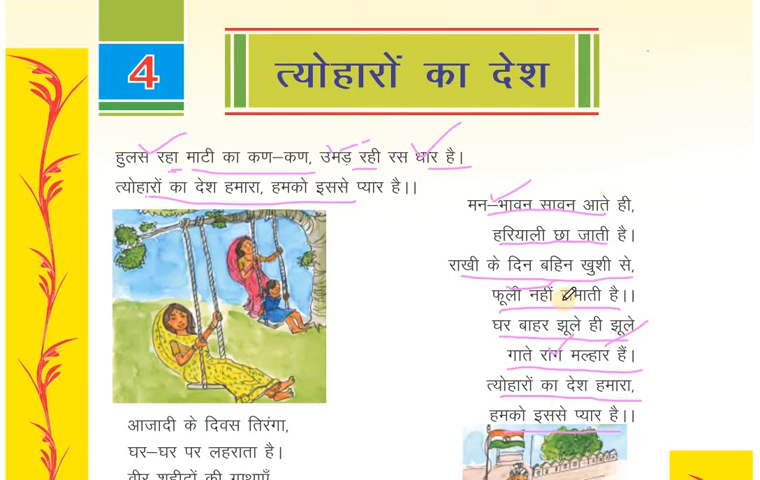 4
त्योहारों का देश
हुलस रहा माटी का कण–कण, उमड़ रही रस धार है।
त्योहारों का देश हमारा, हमको इससे प्यार है।।
मन–भावन सावन आते ही,
हरियाली छा जाती है।
राखी के दिन बहिन खुशी से,
फूली नहीं समाती है।।
घर बाहर झूले ही झूले
गाते राग मल्हार हैं।
त्योहारों का देश हमारा,
हमको इससे प्यार है।।
आजादी के दिवस तिरंगा,
घर–घर पर लहराता है।
वीर शहीदों की गाथाएँ